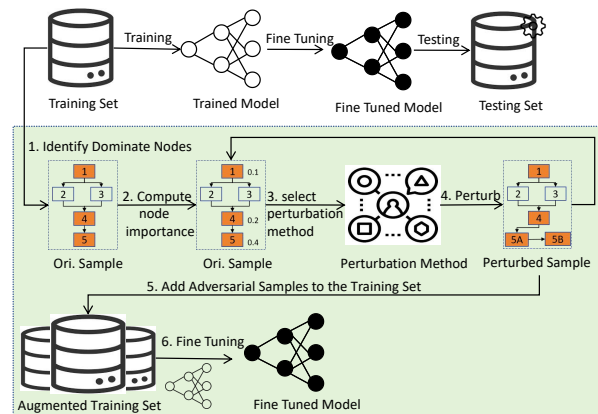 Training
Fine Tuning
Testing
Training Set
Trained Model
Fine Tuned Model
Testing Set
1. Identify Dominate Nodes
1
2
3
4
5
Ori. Sample
2. Compute
node
importance
1
0.1
2
3
4
0.2
5
0.4
Ori. Sample
3. select
perturbation
method
Perturbation Method
4. Perturb
1
2
3
4
5A
5B
Perturbed Sample
5. Add Adversarial Samples to the Training Set
Augmented Training Set
6. Fine Tuning
Fine Tuned Model